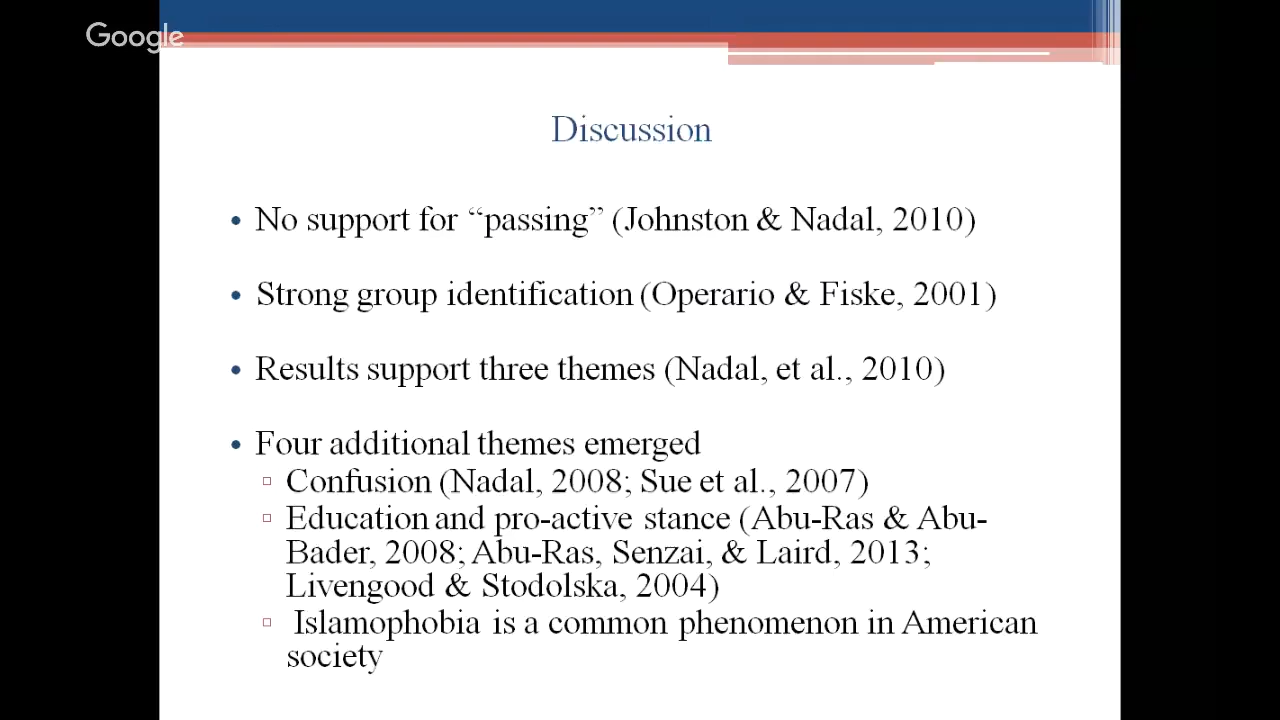 Google
Discussion
• No support for “passing” (Johnston & Nadal, 2010)
• Strong group identification (Operario & Fiske, 2001)
• Results support three themes (Nadal, et al., 2010)
• Four additional themes emerged
▫ Confusion (Nadal, 2008; Sue et al., 2007)
▫ Education and pro-active stance (Abu-Ras & Abu-
Bader, 2008; Abu-Ras, Senzai, & Laird, 2013;
Livengood & Stodolska, 2004)
▫ Islamophobia is a common phenomenon in American
society